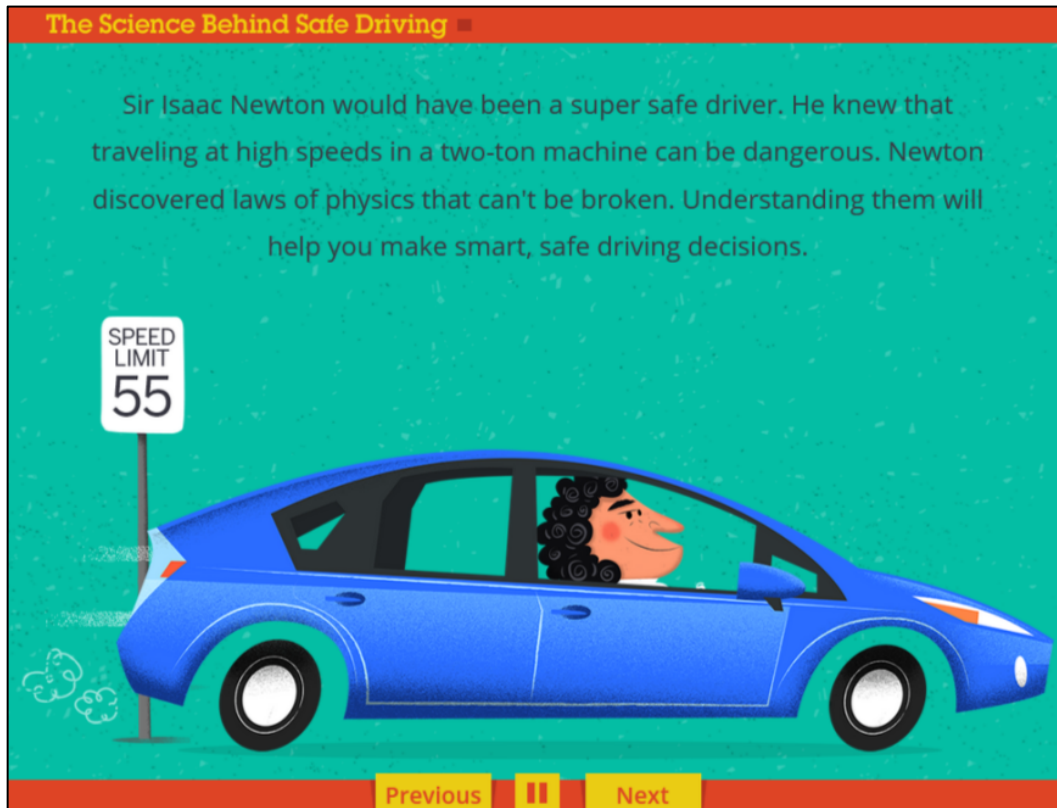 The Science Behind Safe Driving
Sir Isaac Newton would have been a super safe driver. He knew that
traveling at high speeds in a two-ton machine can be dangerous. Newton
discovered laws of physics that can't be broken. Understanding them will
help you make smart, safe driving decisions.
SPEED
LIMIT
55
Previous
Next